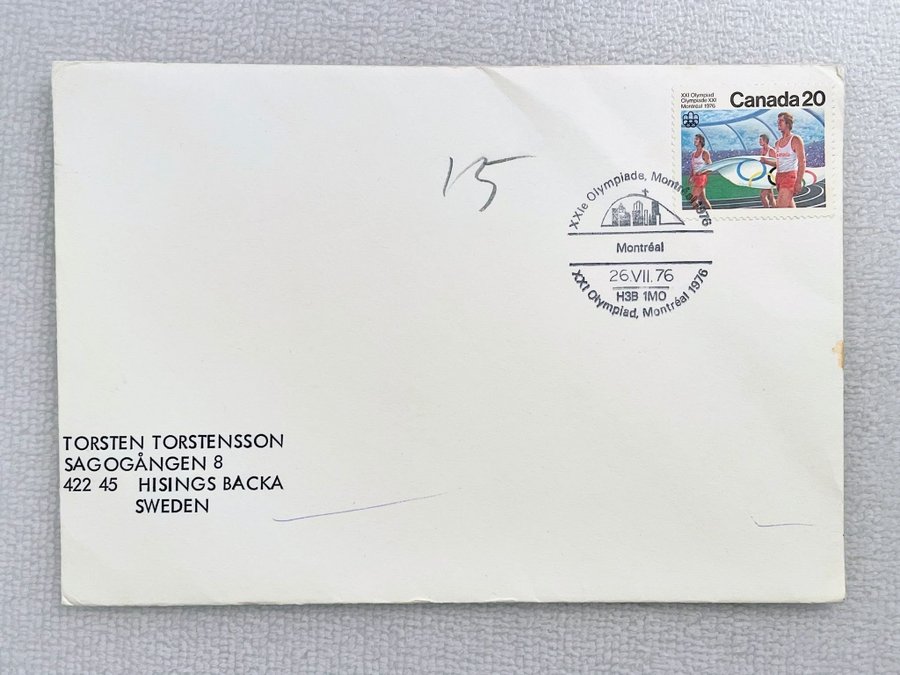 XXI Olympiad
Olympiade XXI
Montréal 1976
Canada 20
15
XXIe Olympiade, Montréal 1976
Montréal
26.VII.76
H3B 1M0
XXI Olympiad, Montréal 1976
TORSTEN TORSTENSSON
SAGOGÅNGEN 8
422 45 HISINGS BACKA
SWEDEN